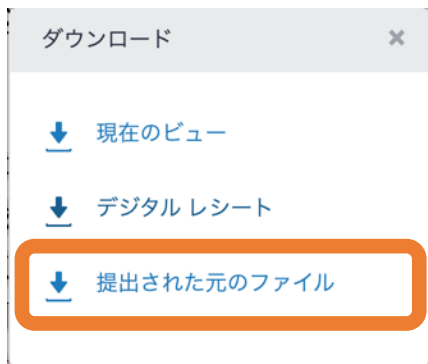 ダウンロード
現在のビュー
デジタル レシート
提出された元のファイル